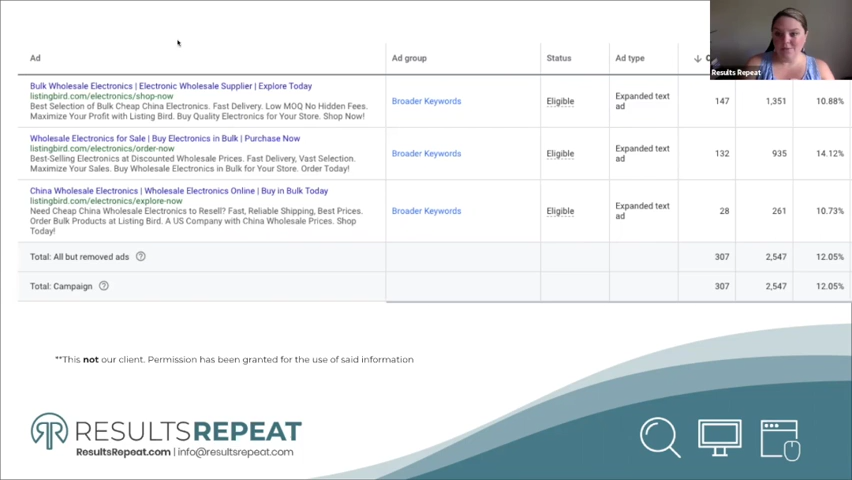 Results Repeat
Ad
Ad group
Status
Ad type
Bulk Wholesale Electronics | Electronic Wholesale Supplier | Explore Today
listingbird.com/electronics/shop-now
Best Selection of Bulk Cheap China Electronics. Fast Delivery. Low MOQ No Hidden Fees.
Maximize Your Profit with Listing Bird. Buy Quality Electronics for Your Store. Shop Now!
Broader Keywords
Eligible
Expanded text
ad
147
1,351
10.88%
Wholesale Electronics for Sale | Buy Electronics in Bulk | Purchase Now
listingbird.com/electronics/order-now
Best-Selling Electronics at Discounted Wholesale Prices. Fast Delivery, Vast Selection.
Maximize Your Sales. Buy Wholesale Electronics in Bulk for Your Store. Order Today!
Broader Keywords
Eligible
Expanded text
ad
132
935
14.12%
China Wholesale Electronics | Wholesale Electronics Online | Buy in Bulk Today
listingbird.com/electronics/explore-now
Need Cheap China Wholesale Electronics to Resell? Fast, Reliable Shipping, Best Prices.
Order Bulk Products at Listing Bird. A US Company with China Wholesale Prices. Shop
Today!
Broader Keywords
Eligible
Expanded text
ad
28
261
10.73%
Total: All but removed ads
307
2,547
12.05%
Total: Campaign
307
2,547
12.05%
**This not our client. Permission has been granted for the use of said information
RESULTSREPEAT
ResultsRepeat.com | info@resultsrepeat.com